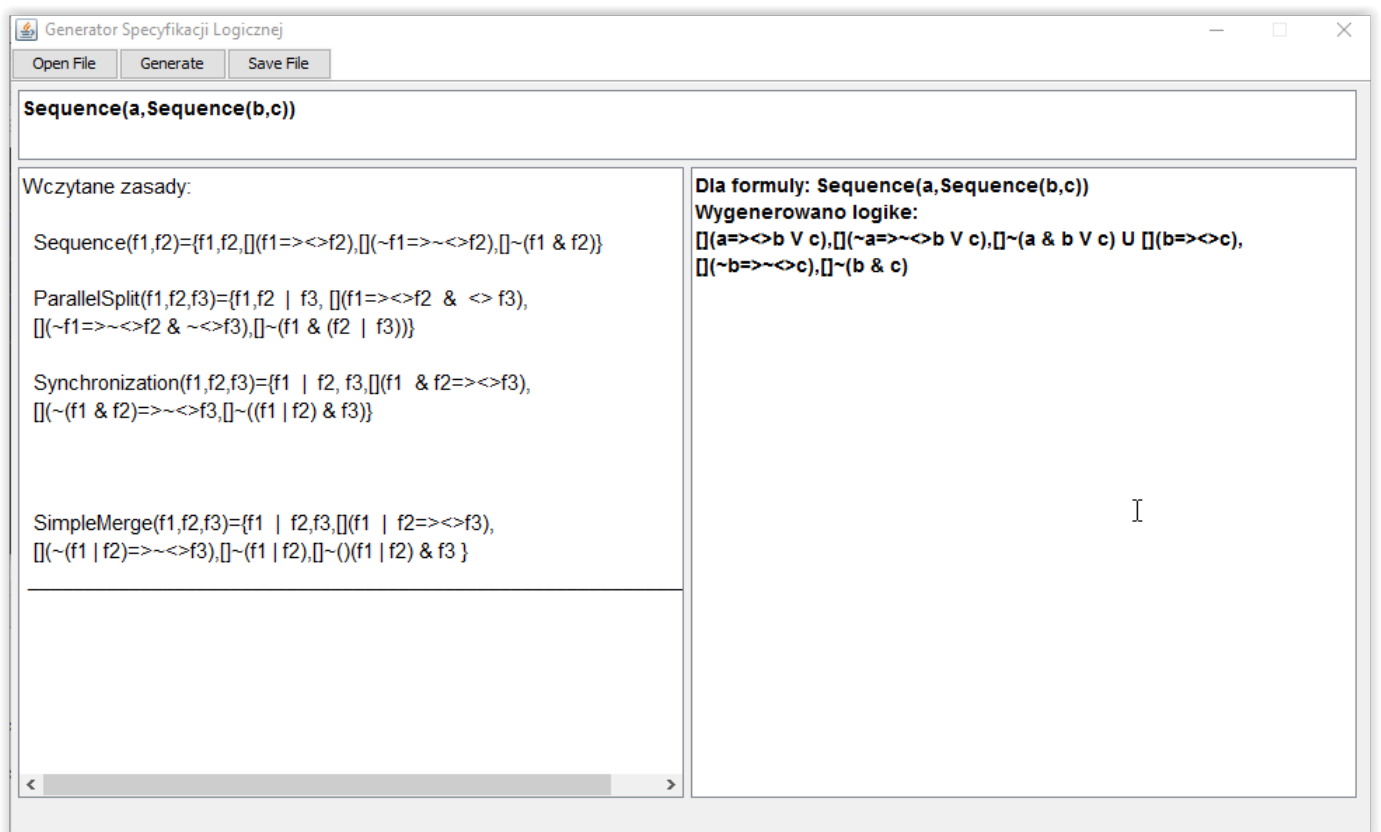 Generator Specyfikacji Logicznej
Open File Generate Save File
Sequence(a,Sequence(b,c))
Wczytane zasady:
Sequence(f1,f2)={f1,f2,[](f1=><>f2),[](~f1=>~<>f2),[]~(f1 & f2)}
ParallelSplit(f1,f2,f3)={f1,f2 | f3, [](f1=><>f2 & <> f3),
[](~f1=>~<>f2 & ~<>f3),[]~(f1 & (f2 | f3))}
Synchronization(f1,f2,f3)={f1 | f2, f3,[](f1 & f2=><>f3),
[](~(f1 & f2)=>~<>f3,[]~((f1 | f2) & f3)}
SimpleMerge(f1,f2,f3)={f1 | f2,f3,[](f1 | f2=><>f3),
[](~(f1 | f2)=>~<>f3),[]~(f1 | f2),[]~()(f1 | f2) & f3 }
Dla formuly: Sequence(a,Sequence(b,c))
Wygenerowano logike:
[](a=><>b V c),[](~a=>~<>b V c),[]~(a & b V c) U [](b=><>c),
[](~b=>~<>c),[]~(b & c)